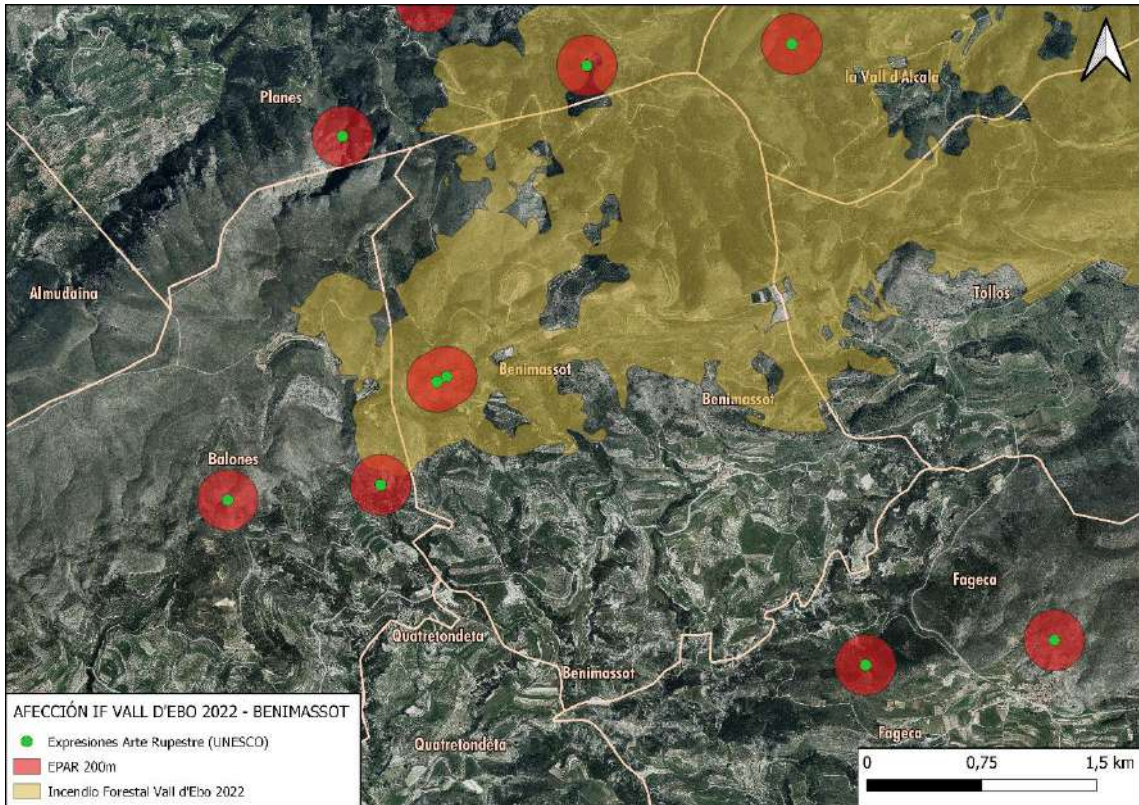 Planes
la Vall d'Alcala
Almudaina
Tollos
Benimassot
Benimassot
Balones
Fageca
Quatretondeta
Benimassot
Fageca
Quatretondeta
AFECCIÓN IF VALL D'EBO 2022 - BENIMASSOT
Expresiones Arte Rupestre (UNESCO)
EPAR 200m
Incendio Forestal Vall d'Ebo 2022
0 0,75 1,5 km